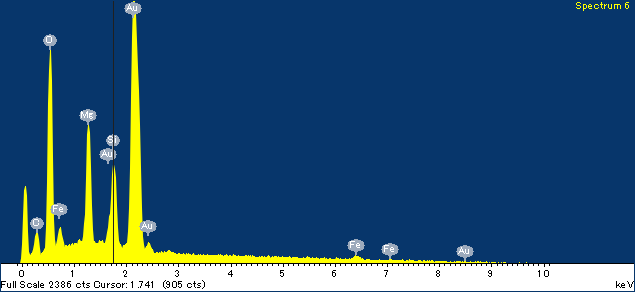 Spectrum 6
Au
O
Mg
Si
Au
Fe
C
Au
Fe
Fe
Au
0 1 2 3 4 5 6 7 8 9 10
Full Scale 2386 cts Cursor: 1.741 (905 cts) keV